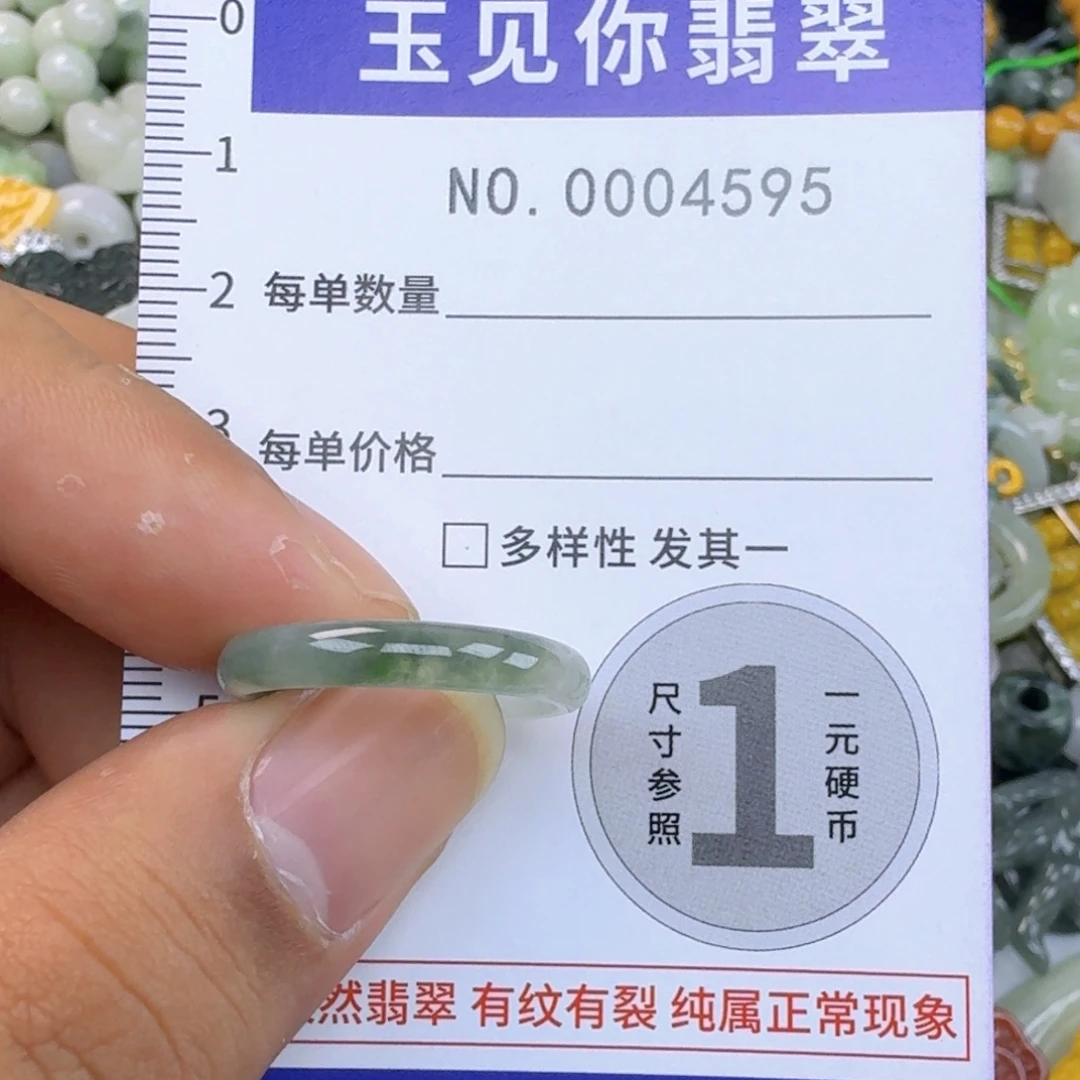 玉见你翡翠
0
1
NO.0004595
2
每单数量
3
每单价格
多样性 发其一
5
尺寸参照
1
一元硬币
然翡翠 有纹有裂 纯属正常现象